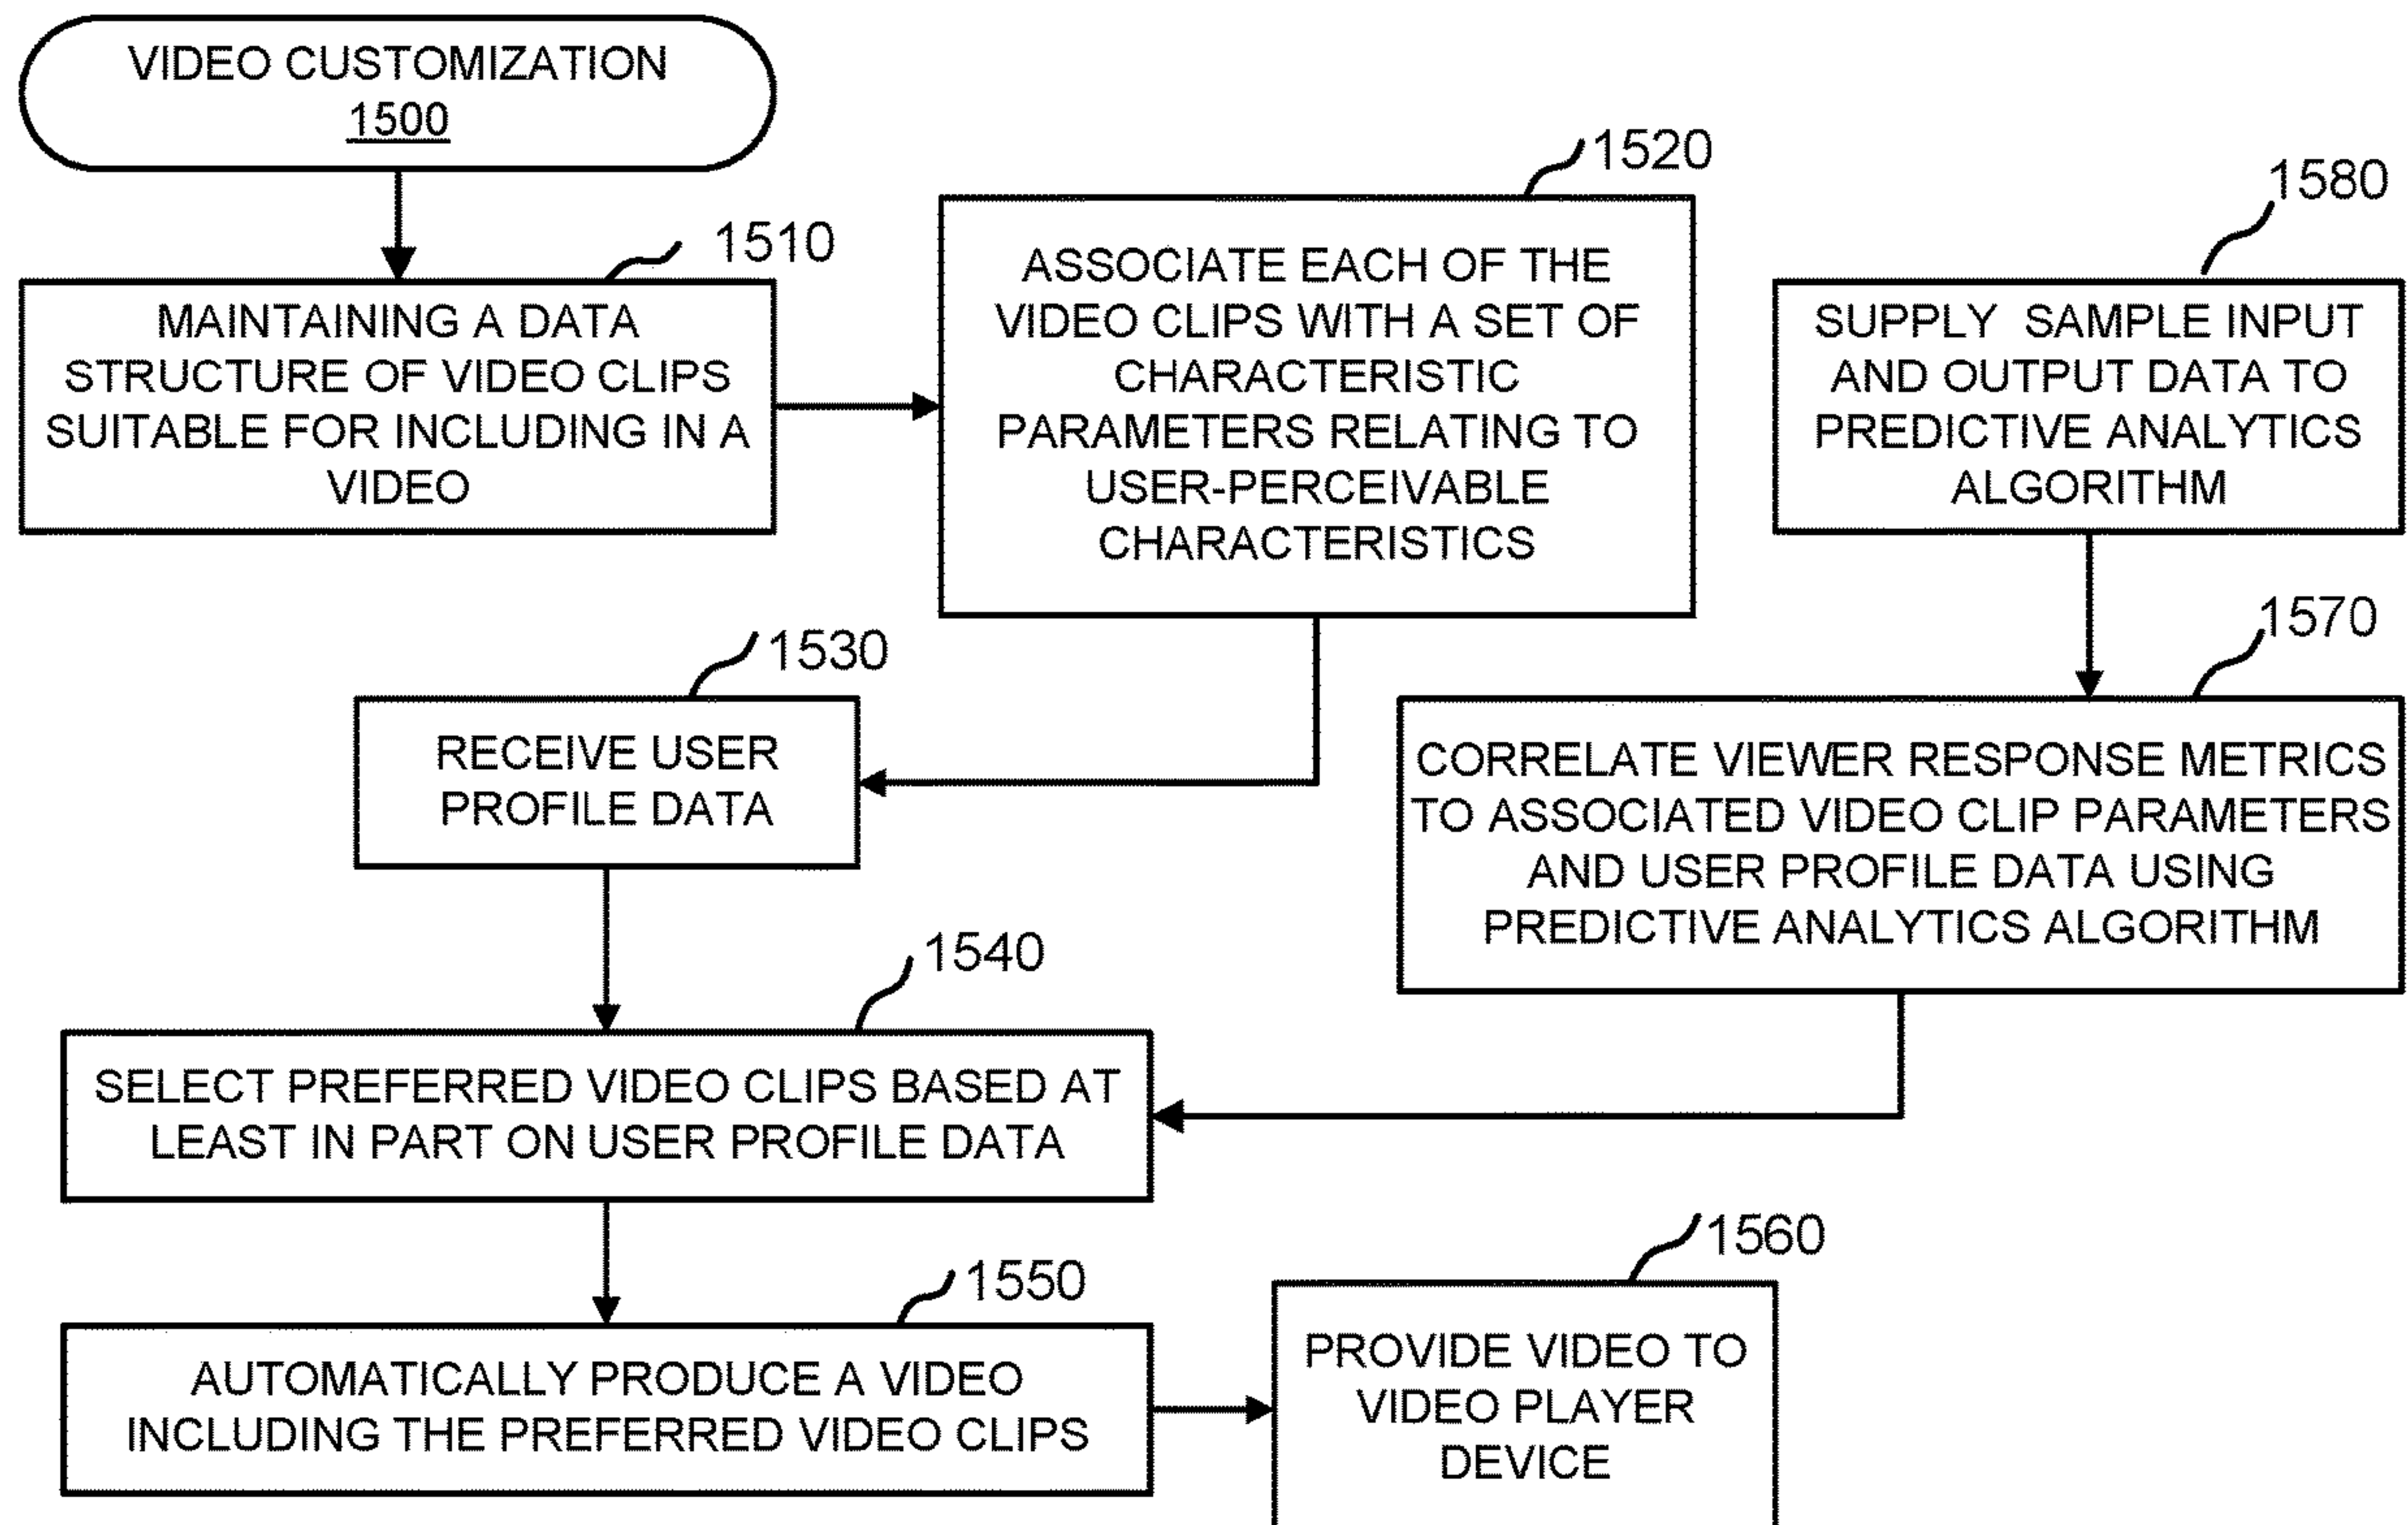 VIDEO CUSTOMIZATION
1500
1510
MAINTAINING A DATA
STRUCTURE OF VIDEO CLIPS
SUITABLE FOR INCLUDING IN A
VIDEO
1520
ASSOCIATE EACH OF THE
VIDEO CLIPS WITH A SET OF
CHARACTERISTIC
PARAMETERS RELATING TO
USER-PERCEIVABLE
CHARACTERISTICS
1580
SUPPLY SAMPLE INPUT
AND OUTPUT DATA TO
PREDICTIVE ANALYTICS
ALGORITHM
1530
RECEIVE USER
PROFILE DATA
1570
CORRELATE VIEWER RESPONSE METRICS
TO ASSOCIATED VIDEO CLIP PARAMETERS
AND USER PROFILE DATA USING
PREDICTIVE ANALYTICS ALGORITHM
1540
SELECT PREFERRED VIDEO CLIPS BASED AT
LEAST IN PART ON USER PROFILE DATA
1550
AUTOMATICALLY PRODUCE A VIDEO
INCLUDING THE PREFERRED VIDEO CLIPS
1560
PROVIDE VIDEO TO
VIDEO PLAYER
DEVICE